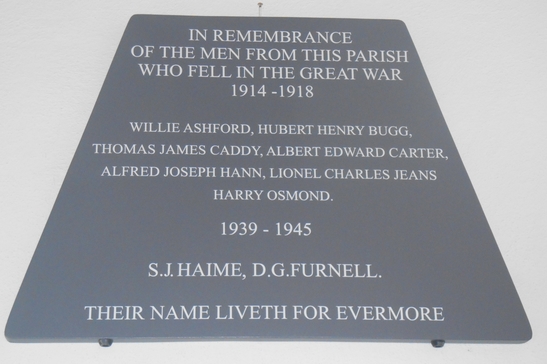 IN REMEMBRANCE
OF THE MEN FROM THIS PARISH
WHO FELL IN THE GREAT WAR
1914 -1918
WILLIE ASHFORD, HUBERT HENRY BUGG,
THOMAS JAMES CADDY, ALBERT EDWARD CARTER,
ALFRED JOSEPH HANN, LIONEL CHARLES JEANS
HARRY OSMOND.
1939 - 1945
S.J. HAIME, D.G.FURNELL.
THEIR NAME LIVETH FOR EVERMORE